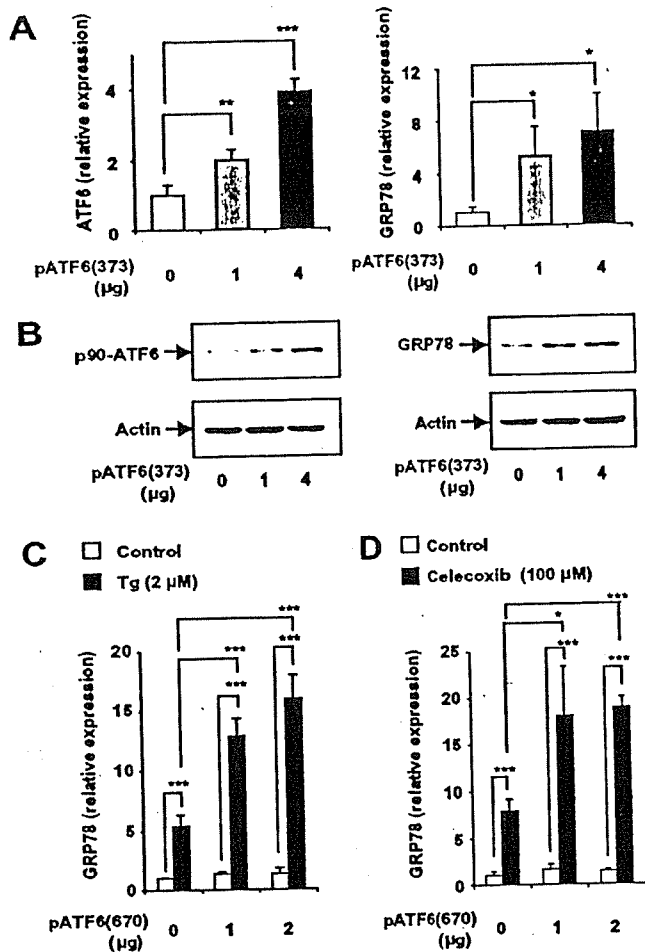 A
ATF6 (relative expression)
4
2
0
**
***
pATF6(373)
(µg)
0 1 4
GRP78 (relative expression)
12
8
4
0
*
*
pATF6(373)
(µg)
0 1 4
B
p90-ATF6
Actin
pATF6(373)
(µg)
0 1 4
GRP78
Actin
pATF6(373)
(µg)
0 1 4
C
Control
Tg (2 µM)
GRP78 (relative expression)
20
15
10
5
0
***
***
***
***
***
pATF6(670)
(µg)
0 1 2
D
Control
Celecoxib (100 µM)
GRP78 (relative expression)
25
20
15
10
5
0
***
*
***
***
***
pATF6(670)
(µg)
0 1 2